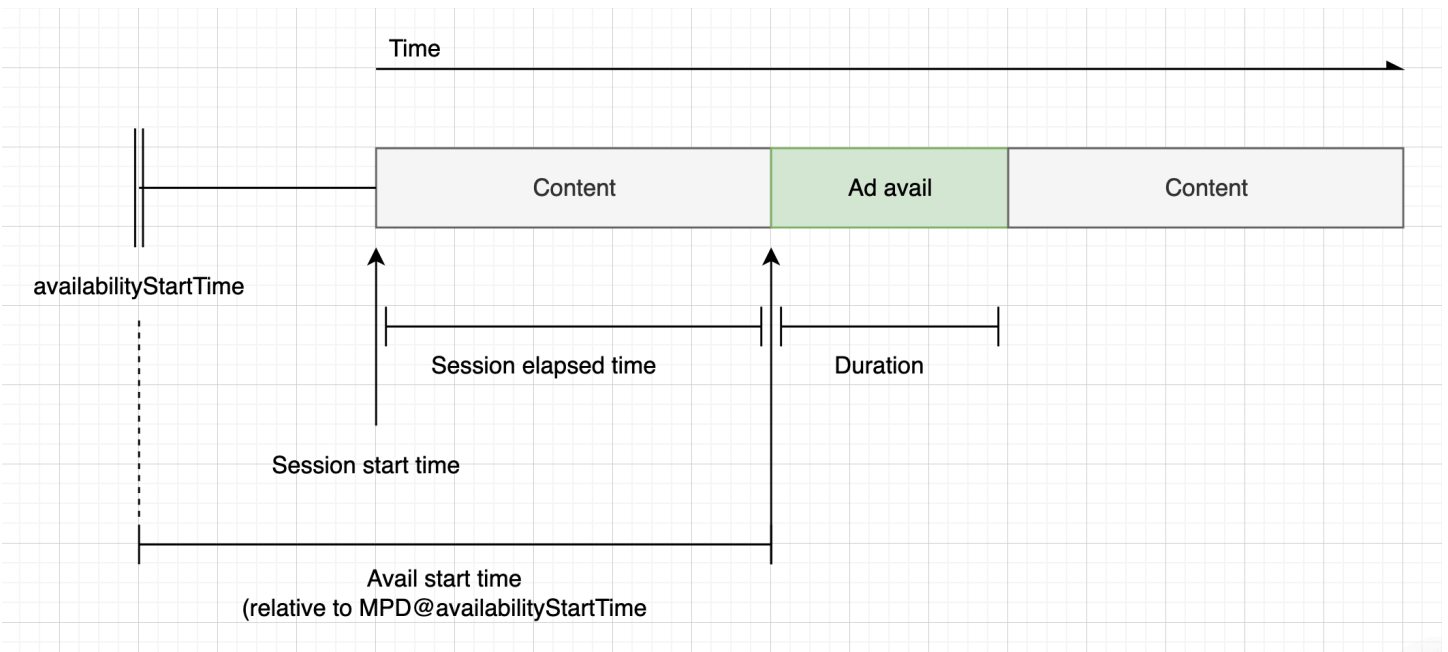 Time
Content
Ad avail
Content
availabilityStartTime
Session elapsed time
Duration
Session start time
Avail start time
(relative to MPD@availabilityStartTime